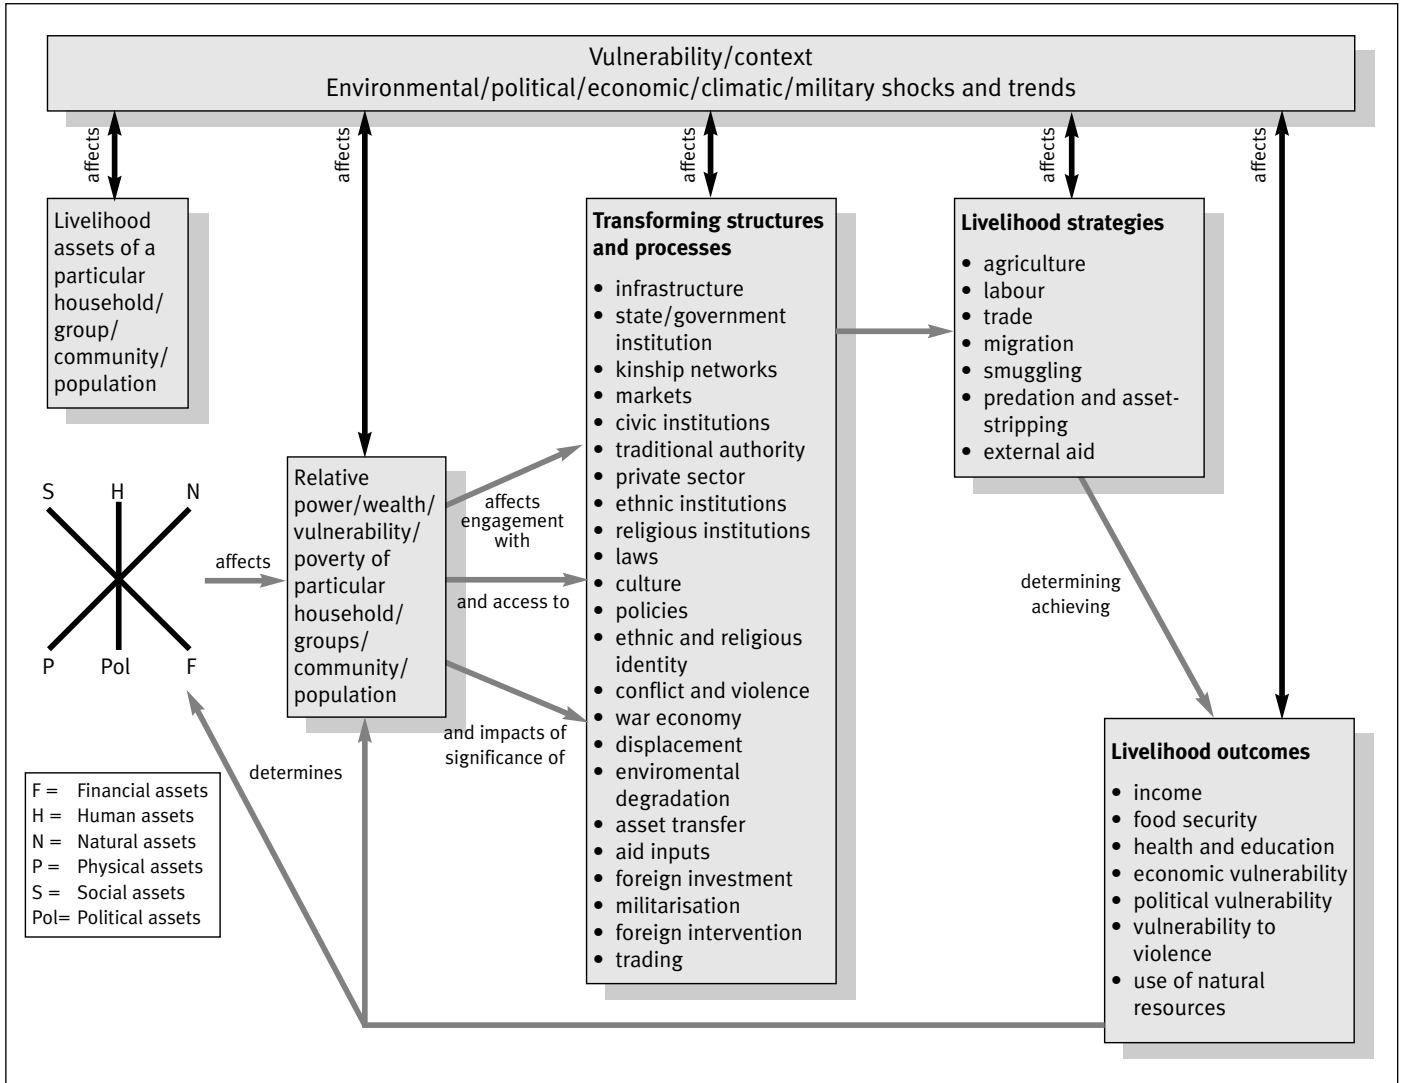 Vulnerability/context
Environmental/political/economic/climatic/military shocks and trends
affects
affects
affects
affects
affects
Livelihood
assets of a
particular
household/
group/
community/
population
S H N
P Pol F
affects
Relative
power/wealth/
vulnerability/
poverty of
particular
household/
groups/
community/
population
affects
engagement
with
and access to
and impacts of
significance of
determines
F = Financial assets
H = Human assets
N = Natural assets
P = Physical assets
S = Social assets
Pol= Political assets
Transforming structures
and processes
• infrastructure
• state/government
institution
• kinship networks
• markets
• civic institutions
• traditional authority
• private sector
• ethnic institutions
• religious institutions
• laws
• culture
• policies
• ethnic and religious
identity
• conflict and violence
• war economy
• displacement
• enviromental
degradation
• asset transfer
• aid inputs
• foreign investment
• militarisation
• foreign intervention
• trading
Livelihood strategies
• agriculture
• labour
• trade
• migration
• smuggling
• predation and asset-
stripping
• external aid
determining
achieving
Livelihood outcomes
• income
• food security
• health and education
• economic vulnerability
• political vulnerability
• vulnerability to
violence
• use of natural
resources